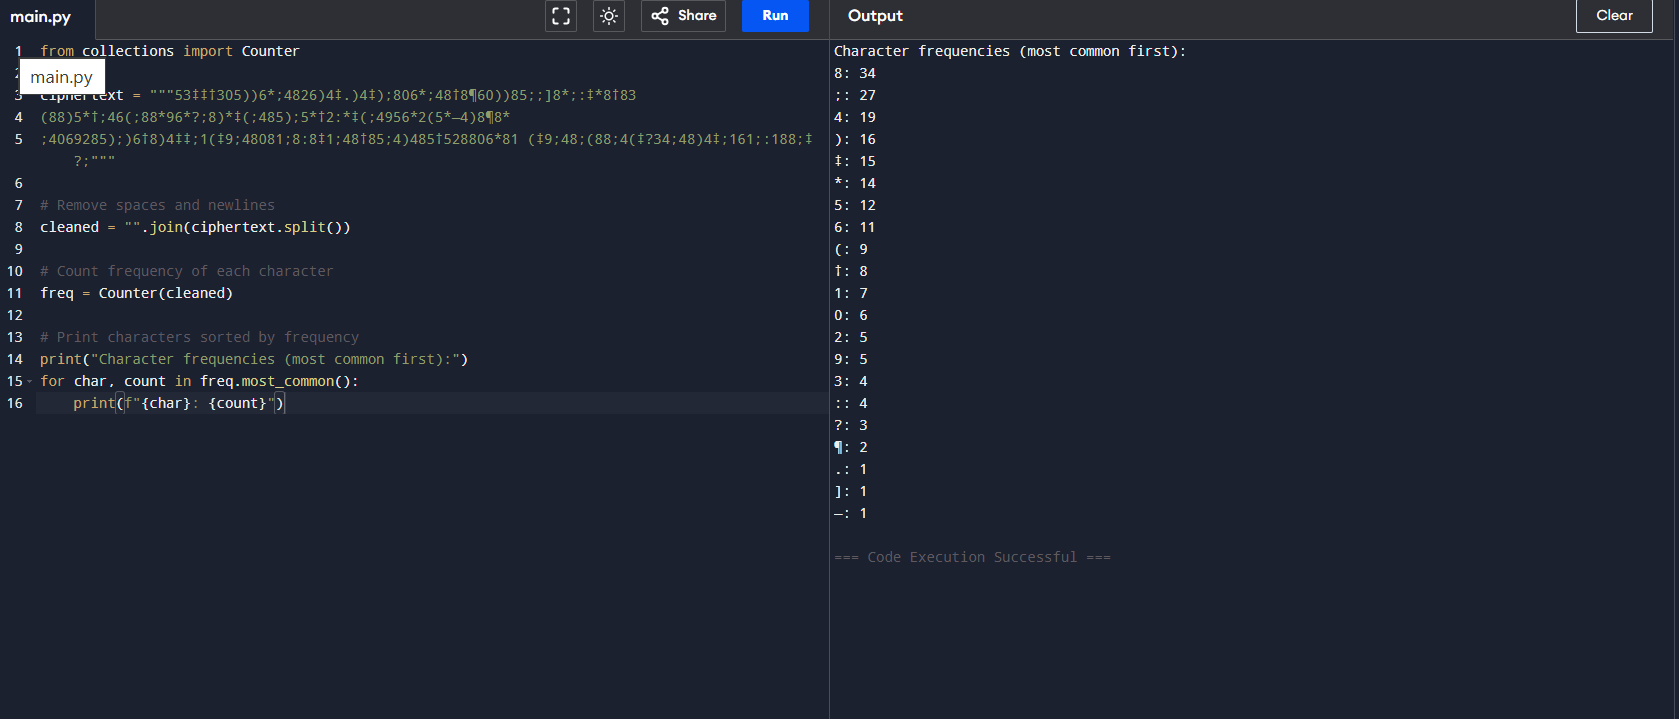 main.py
Share
Run
Output
Clear
1 from collections import Counter
2
main.py
3 ciphertext = """53‡‡†305))6*;4826)4‡.)4‡);806*;48†8¶60))85;;]8*;:‡*8†83
4 (88)5*†;46(;88*96*?;8)*‡(;485);5*†2:*‡(;4956*2(5*—4)8¶8*
5 ;4069285);)6†8)4‡‡;1(‡9;48081;8:8‡1;48†85;4)485†528806*81 (‡9;48;(88;4(‡?34;48)4‡;161;:188;‡
?;"""
6
7 # Remove spaces and newlines
8 cleaned = "".join(ciphertext.split())
9
10 # Count frequency of each character
11 freq = Counter(cleaned)
12
13 # Print characters sorted by frequency
14 print("Character frequencies (most common first):")
15 for char, count in freq.most_common():
16 print(f"{char}: {count}")
Character frequencies (most common first):
8: 34
;: 27
4: 19
): 16
‡: 15
*: 14
5: 12
6: 11
(: 9
†: 8
1: 7
0: 6
2: 5
9: 5
3: 4
:: 4
?: 3
¶: 2
.: 1
]: 1
—: 1
=== Code Execution Successful ===